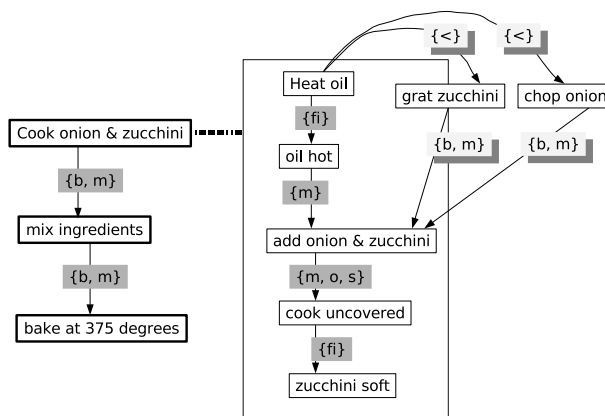 {<}
{<}
Heat oil
grat zucchini
chop onion
{fi}
Cook onion & zucchini
{b, m}
{b, m}
oil hot
{b, m}
{m}
mix ingredients
add onion & zucchini
{b, m}
{m, o, s}
cook uncovered
bake at 375 degrees
{fi}
zucchini soft